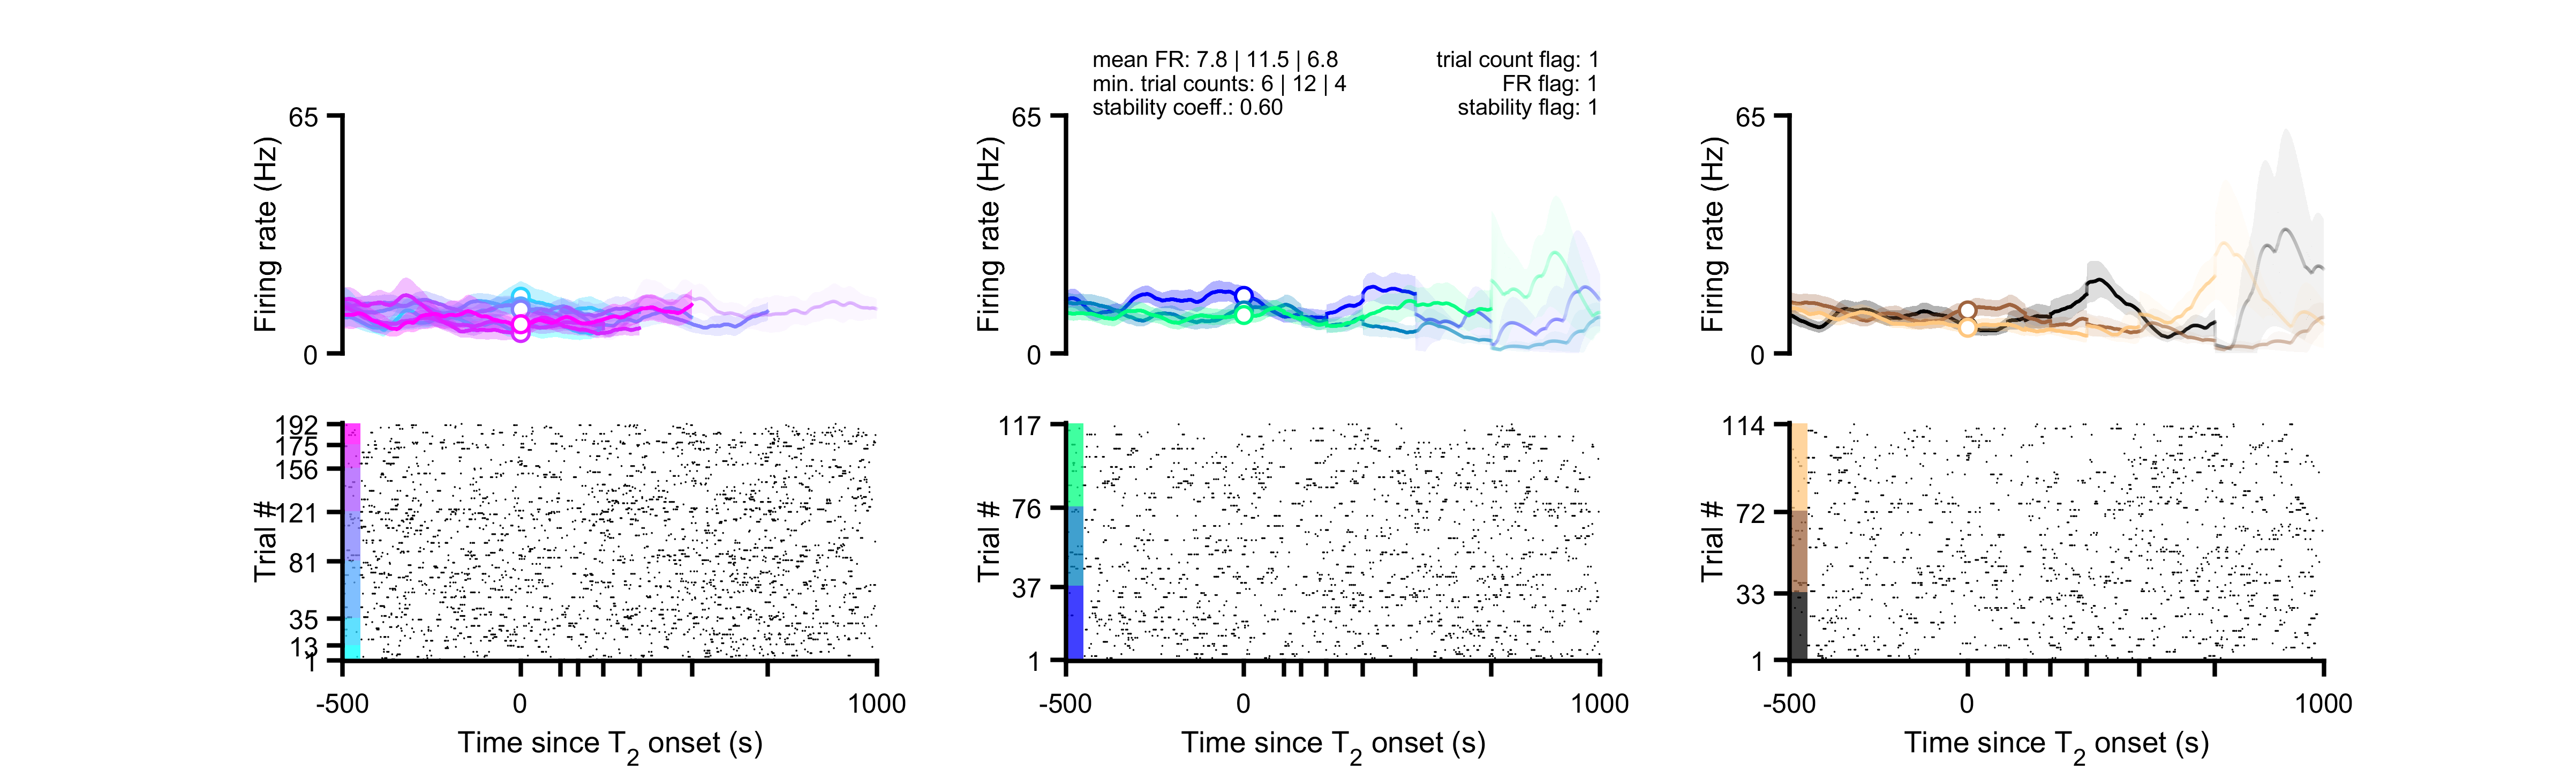 mean FR: 7.8 | 11.5 | 6.8
min. trial counts: 6 | 12 | 4
stability coeff.: 0.60
trial count flag: 1
FR flag: 1
stability flag: 1
65
Firing rate (Hz)
0
65
Firing rate (Hz)
0
65
Firing rate (Hz)
0
192
175
156
121
81
35
13
1
Trial #
-500
0
1000
Time since T2 onset (s)
117
76
37
1
Trial #
-500
0
1000
Time since T2 onset (s)
114
72
33
1
Trial #
-500
0
1000
Time since T2 onset (s)